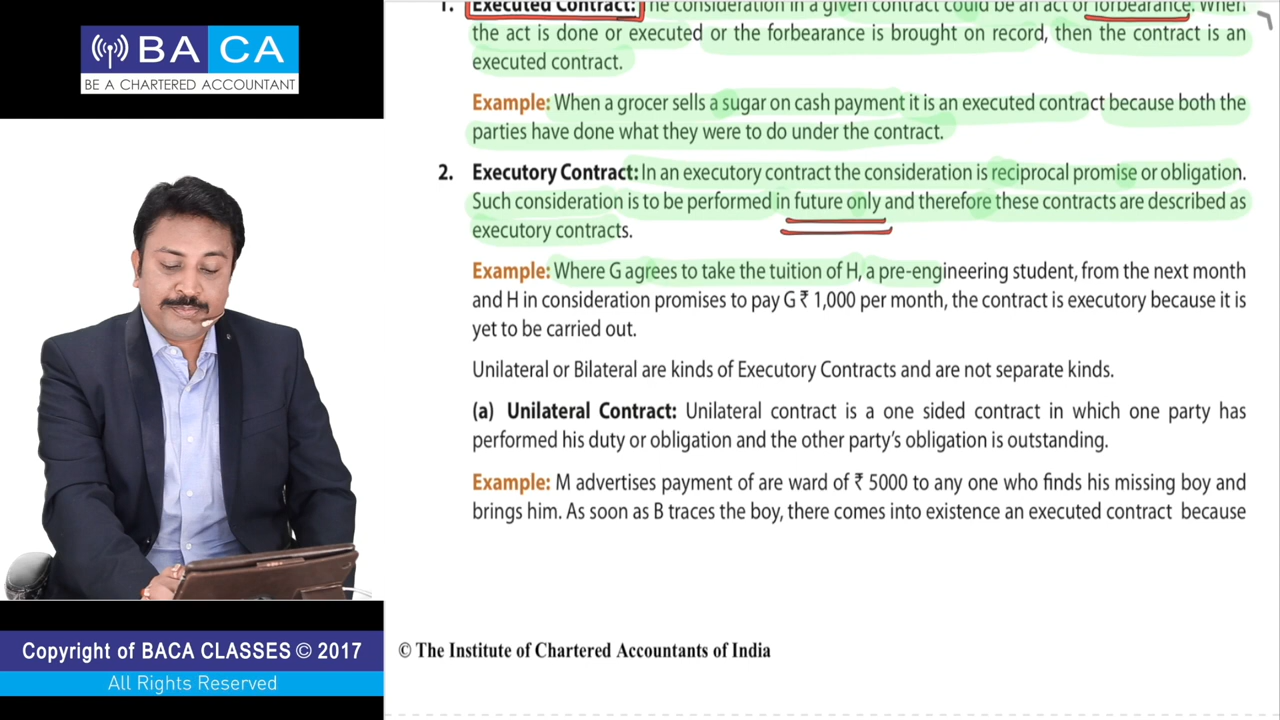 BA CA
BE A CHARTERED ACCOUNTANT
1. Executed Contract: The consideration in a given contract could be an act or forbearance. When
the act is done or executed or the forbearance is brought on record, then the contract is an
executed contract.
Example: When a grocer sells a sugar on cash payment it is an executed contract because both the
parties have done what they were to do under the contract.
2. Executory Contract: In an executory contract the consideration is reciprocal promise or obligation.
Such consideration is to be performed in future only and therefore these contracts are described as
executory contracts.
Example: Where G agrees to take the tuition of H, a pre-engineering student, from the next month
and H in consideration promises to pay G ₹ 1,000 per month, the contract is executory because it is
yet to be carried out.
Unilateral or Bilateral are kinds of Executory Contracts and are not separate kinds.
(a) Unilateral Contract: Unilateral contract is a one sided contract in which one party has
performed his duty or obligation and the other party's obligation is outstanding.
Example: M advertises payment of are ward of ₹ 5000 to any one who finds his missing boy and
brings him. As soon as B traces the boy, there comes into existence an executed contract because
© The Institute of Chartered Accountants of India
Copyright of BACA CLASSES © 2017
All Rights Reserved